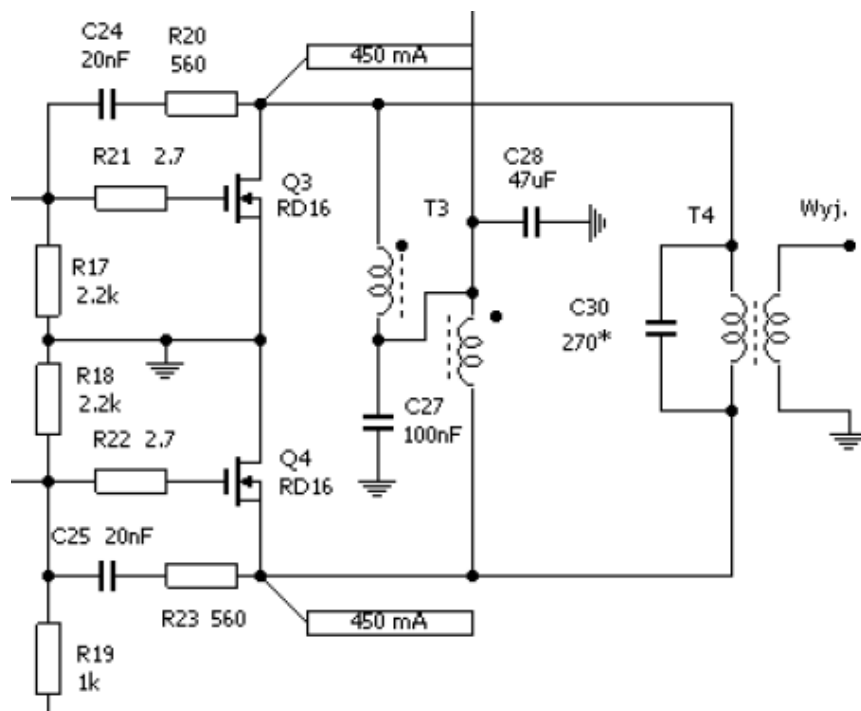 C24
20nF
R20
560
450 mA
R21 2.7
Q3
RD16
C28
47uF
T3
T4
Wyj.
R17
2.2k
C30
270*
R18
2.2k
C27
100nF
R22 2.7
Q4
RD16
C25 20nF
R23 560
450 mA
R19
1k